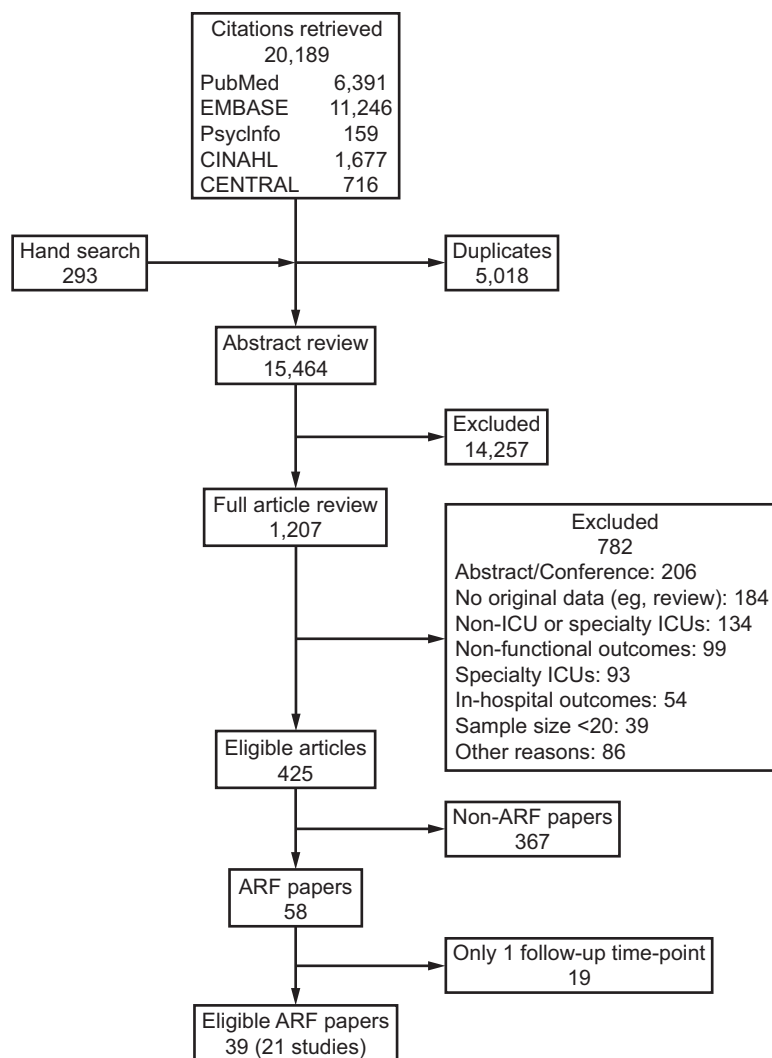 Citations retrieved
20,189
PubMed 6,391
EMBASE 11,246
PsycInfo 159
CINAHL 1,677
CENTRAL 716
Hand search
293
Duplicates
5,018
Abstract review
15,464
Excluded
14,257
Full article review
1,207
Excluded
782
Abstract/Conference: 206
No original data (eg, review): 184
Non-ICU or specialty ICUs: 134
Non-functional outcomes: 99
Specialty ICUs: 93
In-hospital outcomes: 54
Sample size <20: 39
Other reasons: 86
Eligible articles
425
Non-ARF papers
367
ARF papers
58
Only 1 follow-up time-point
19
Eligible ARF papers
39 (21 studies)